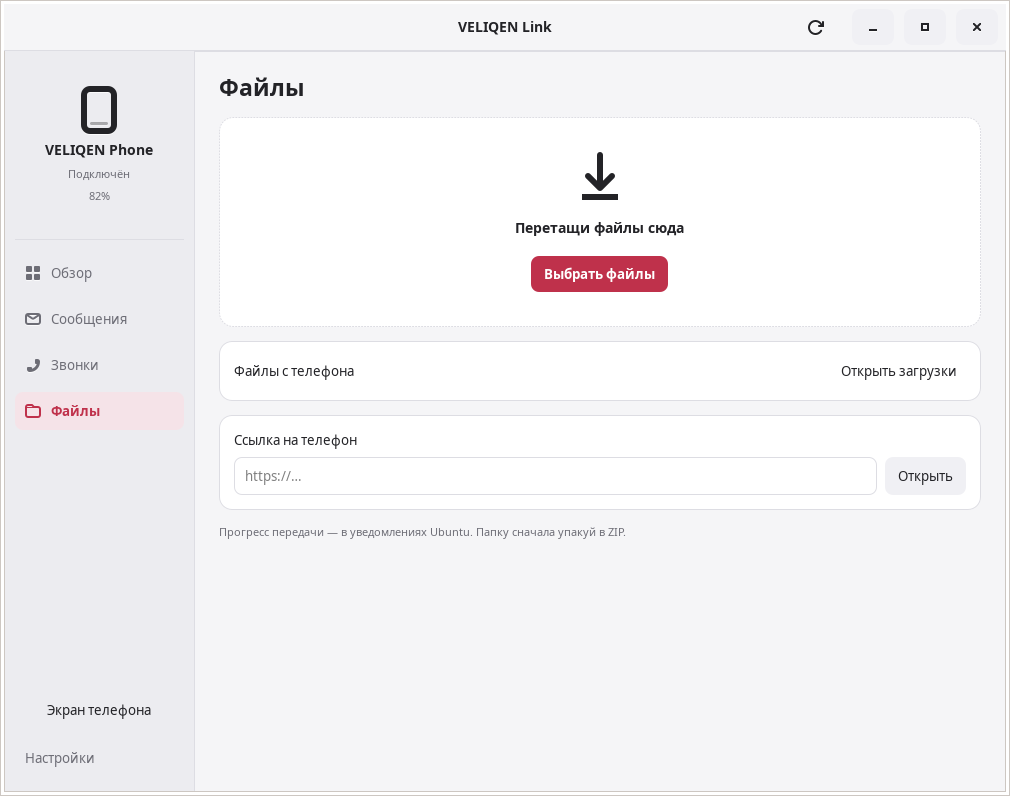 VELIQEN Link
VELIQEN Phone
Подключён
82%
Обзор
Сообщения
Звонки
Файлы
Экран телефона
Настройки
Файлы
Перетащи файлы сюда
Выбрать файлы
Файлы с телефона
Открыть загрузки
Ссылка на телефон
https://...
Открыть
Прогресс передачи — в уведомлениях Ubuntu. Папку сначала упакуй в ZIP.